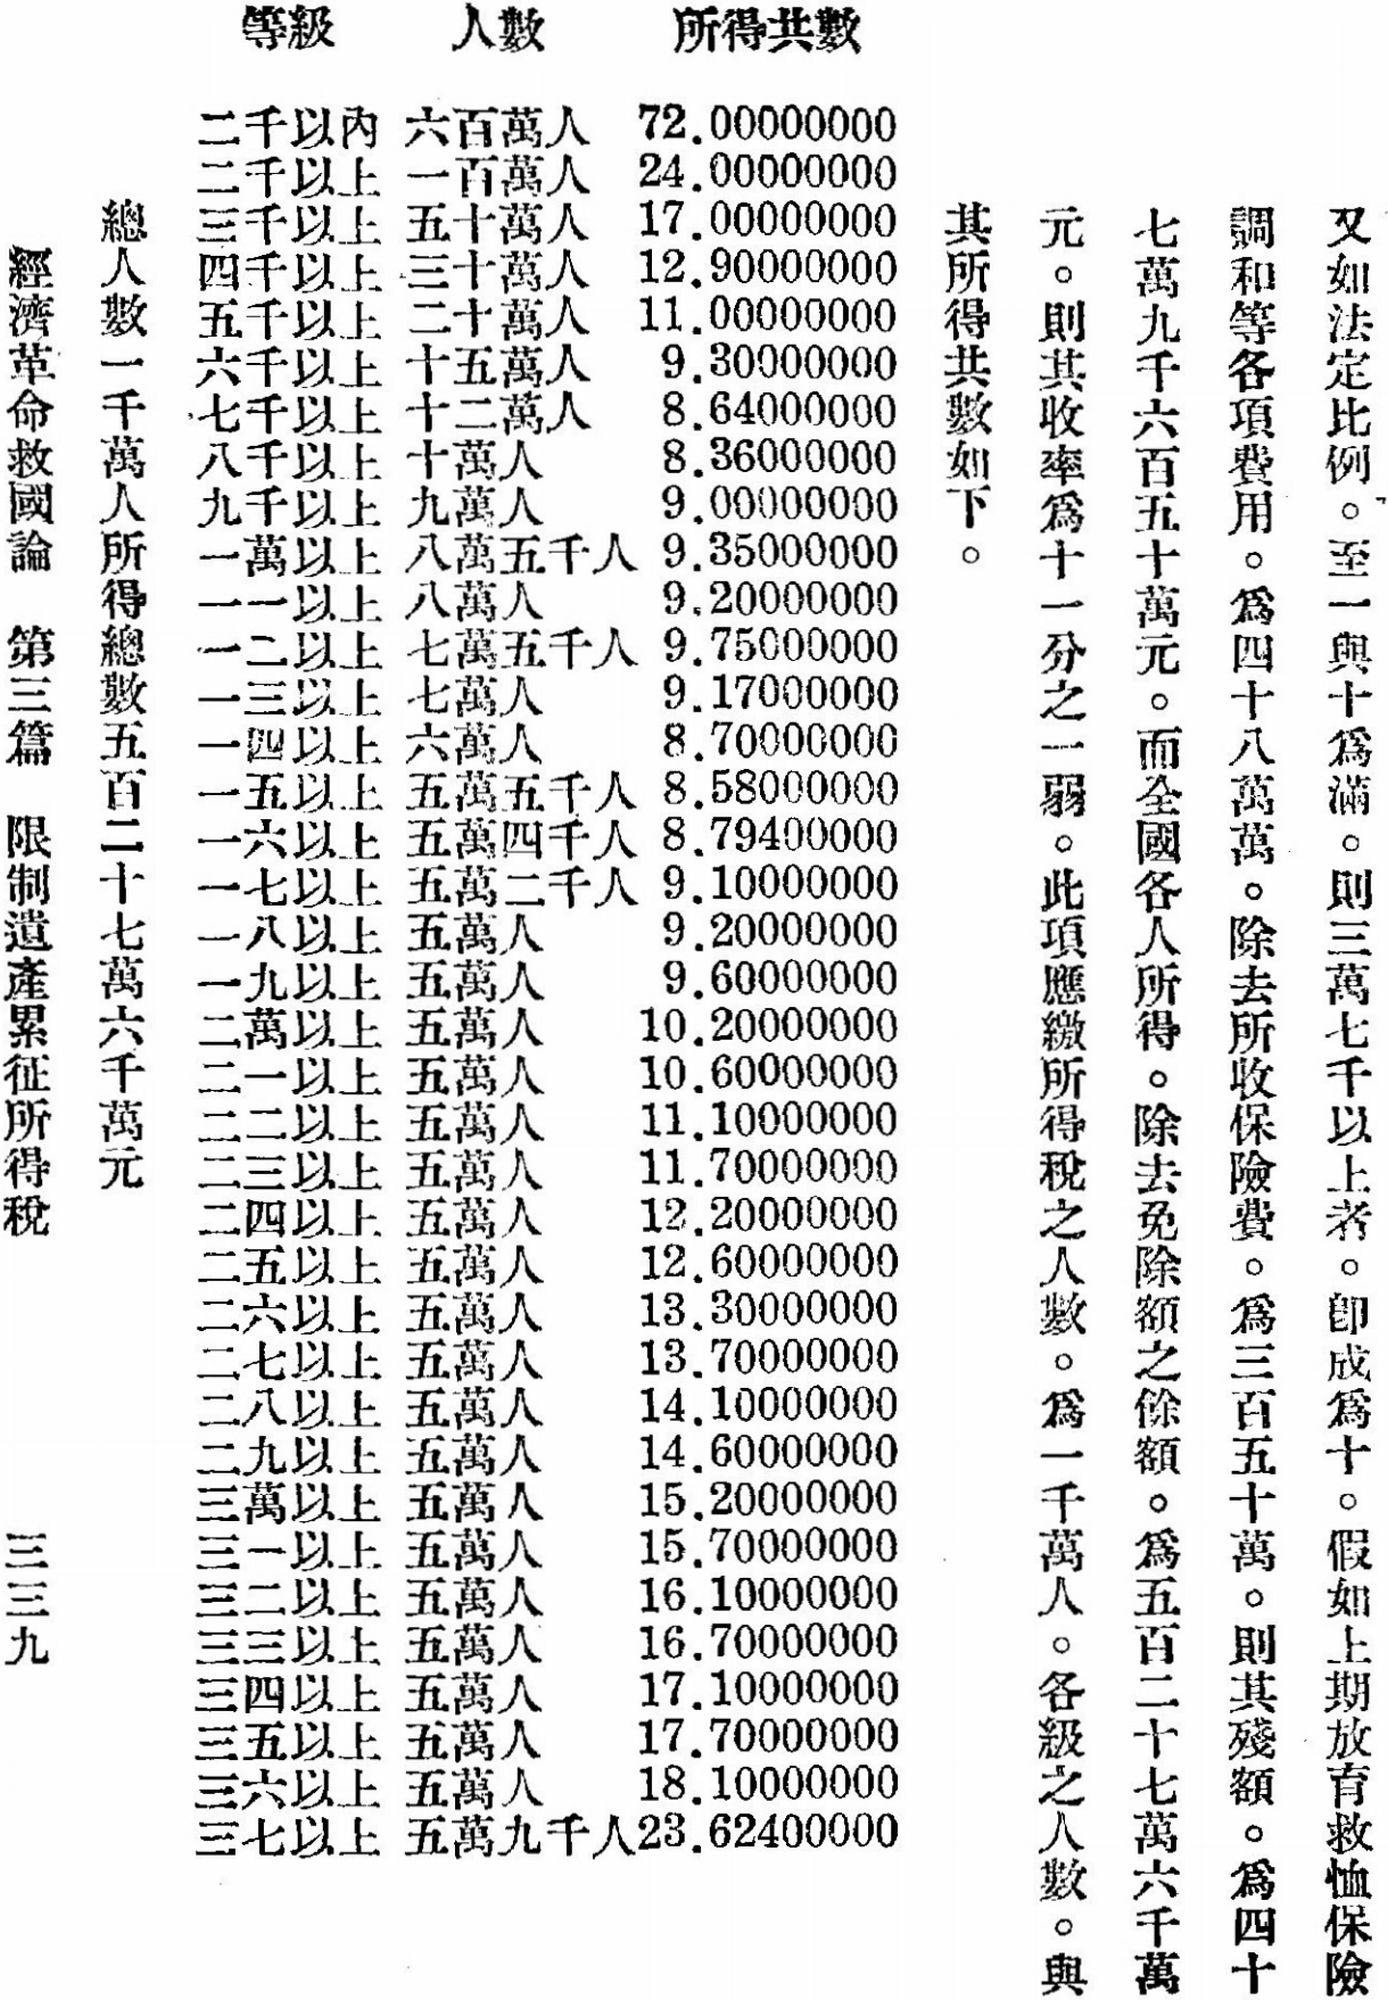 又如法定比例。至一與十爲滿。則三萬七千以上者。卽成爲十。假如上期放育救恤保險
調和等各項費用。爲四十八萬萬。除去所收保險費。爲三百五十萬。則其殘額。爲四十
七萬九千六百五十萬元。而全國各人所得。除去免除額之餘額。爲五百二十七萬六千萬
元。則其收率爲十一分之一弱。此項應繳所得稅之人數。爲一千萬人。各級之人數。與
其所得共數如下。
等級 人數 所得共數
二千以內 六百萬人 72.00000000
二千以上 一百萬人 24.00000000
三千以上 五十萬人 17.00000000
四千以上 三十萬人 12.90000000
五千以上 二十萬人 11.00000000
六千以上 十五萬人 9.30000000
七千以上 十二萬人 8.64000000
八千以上 十萬人 8.36000000
九千以上 九萬人 9.00000000
一萬以上 八萬五千人 9.35000000
一一以上 八萬人 9.20000000
一二以上 七萬五千人 9.75000000
一三以上 七萬人 9.17000000
一四以上 六萬人 8.70000000
一五以上 五萬五千人 8.58000000
一六以上 五萬四千人 8.79400000
一七以上 五萬二千人 9.10000000
一八以上 五萬人 9.20000000
一九以上 五萬人 9.60000000
二萬以上 五萬人 10.20000000
二一以上 五萬人 10.60000000
二二以上 五萬人 11.10000000
二三以上 五萬人 11.70000000
二四以上 五萬人 12.20000000
二五以上 五萬人 12.60000000
二六以上 五萬人 13.30000000
二七以上 五萬人 13.70000000
二八以上 五萬人 14.10000000
二九以上 五萬人 14.60000000
三萬以上 五萬人 15.20000000
三一以上 五萬人 15.70000000
三二以上 五萬人 16.10000000
三三以上 五萬人 16.70000000
三四以上 五萬人 17.10000000
三五以上 五萬人 17.70000000
三六以上 五萬人 18.10000000
三七以上 五萬九千人 23.62400000
總人數一千萬人所得總數五百二十七萬六千萬元
經濟革命救國論 第三篇 限制遺產累征所得稅 三三九